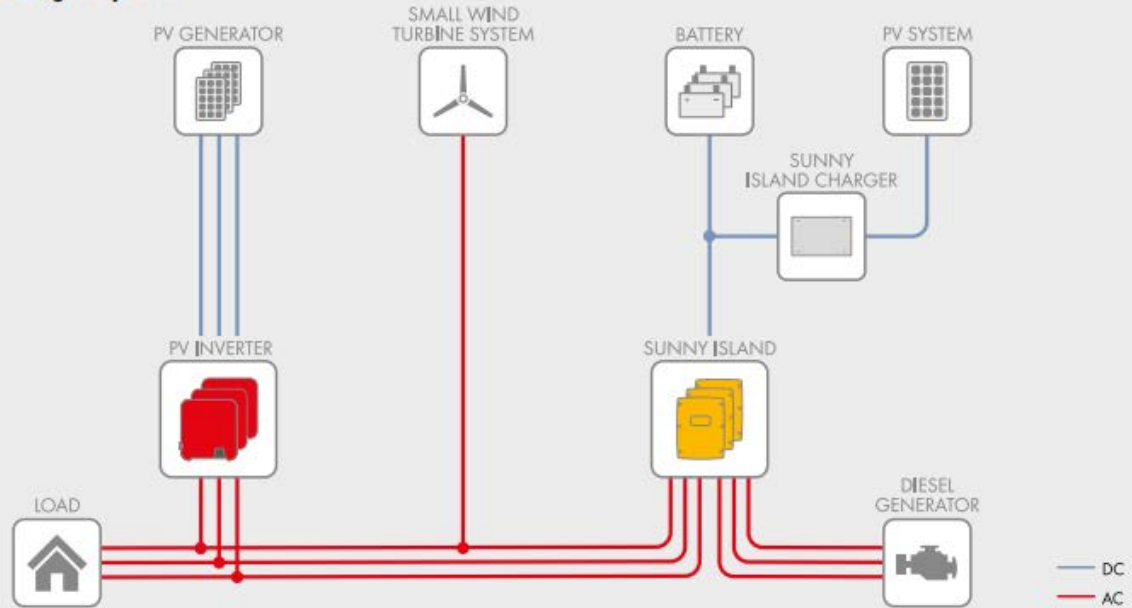 PV GENERATOR
SMALL WIND
TURBINE SYSTEM
BATTERY
PV SYSTEM
SUNNY
ISLAND CHARGER
PV INVERTER
SUNNY ISLAND
LOAD
DIESEL
GENERATOR
DC
AC